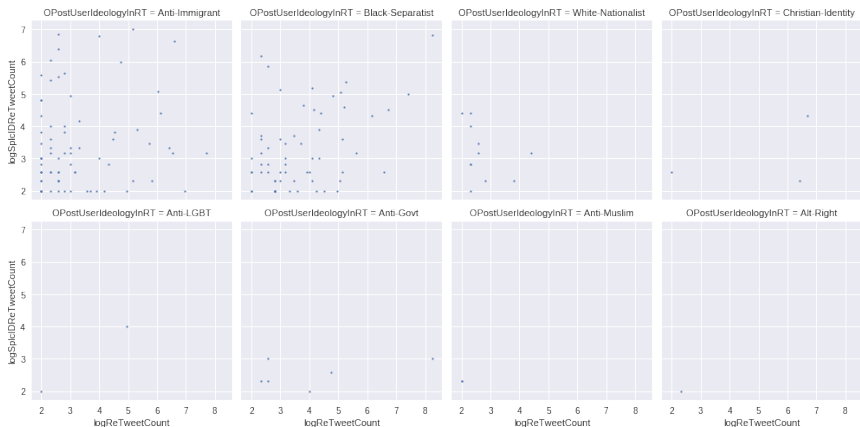 OPostUserIdeologyInRT = Anti-Immigrant
OPostUserIdeologyInRT = Black-Separatist
OPostUserIdeologyInRT = White-Nationalist
OPostUserIdeologyInRT = Christian-Identity
7
6
5
4
3
2
logSplcIDReTweetCount
OPostUserIdeologyInRT = Anti-LGBT
OPostUserIdeologyInRT = Anti-Govt
OPostUserIdeologyInRT = Anti-Muslim
OPostUserIdeologyInRT = Alt-Right
7
6
5
4
3
2
logSplcIDReTweetCount
2 3 4 5 6 7 8
2 3 4 5 6 7 8
2 3 4 5 6 7 8
2 3 4 5 6 7 8
logReTweetCount
logReTweetCount
logReTweetCount
logReTweetCount